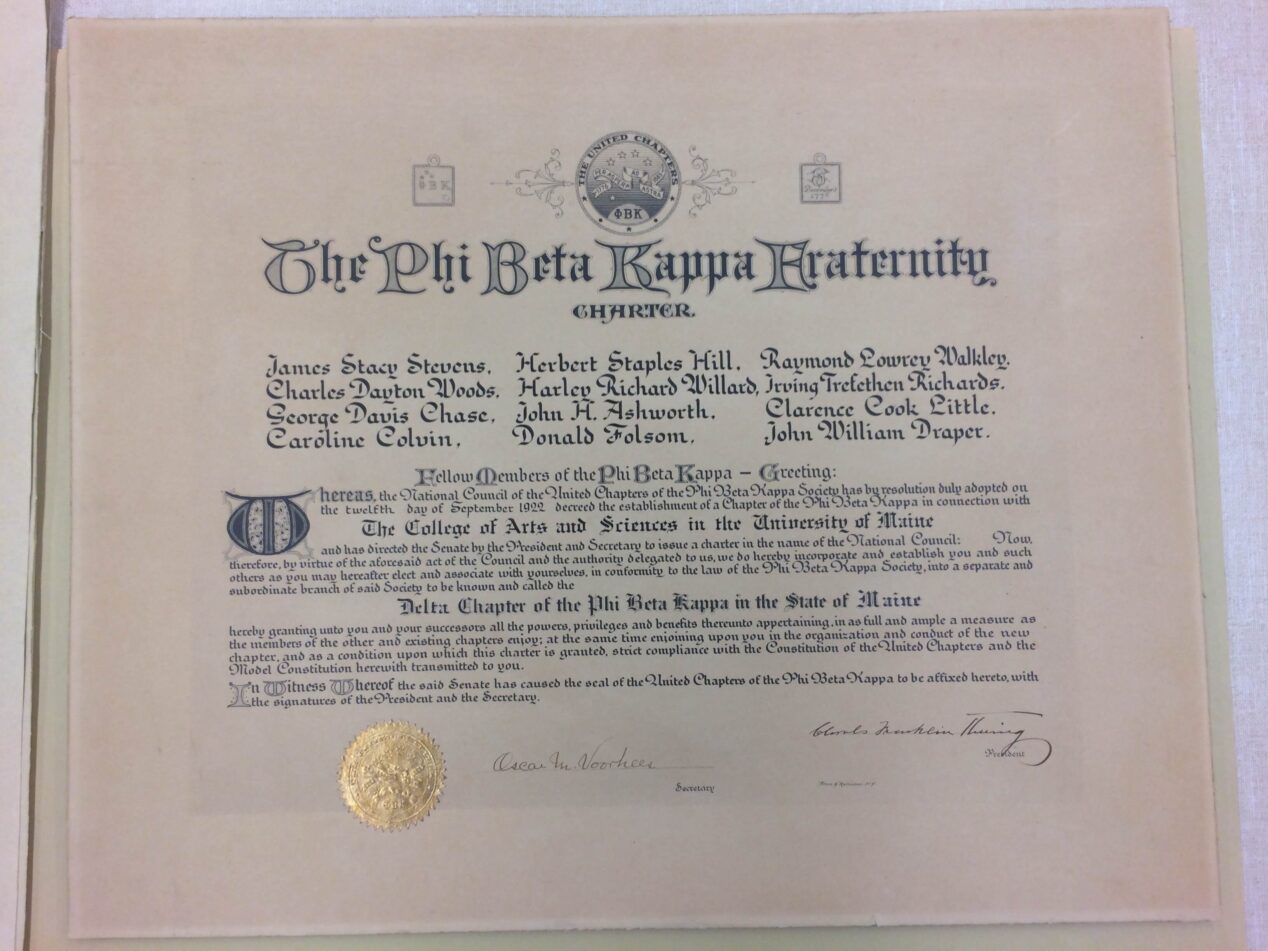 THE UNITED CHAPTERS
PER ASPERA AD ASTRA
1776
ΦΒΚ
ΦΒΚ
1776
The Phi Beta Kappa Fraternity
CHARTER.
James Stacy Stevens, Herbert Staples Hill, Raymond Lowrey Walkley,
Charles Dayton Woods, Harley Richard Willard, Irving Trefethen Richards,
George Davis Chase, John H. Ashworth, Clarence Cook Little,
Caroline Colvin, Donald Folsom, John William Draper.
Fellow Members of the Phi Beta Kappa – Greeting:
Whereas, the National Council of the United Chapters of the Phi Beta Kappa Society has by resolution duly adopted on
the twelfth day of September 1922 decreed the establishment of a Chapter of the Phi Beta Kappa in connection with
The College of Arts and Sciences in the University of Maine
and has directed the Senate by the President and Secretary to issue a charter in the name of the National Council: Now,
therefore, by virtue of the aforesaid act of the Council and the authority delegated to us, we do hereby incorporate and establish you and such
others as you may hereafter elect and associate with yourselves, in conformity to the law of the Phi Beta Kappa Society, into a separate and
subordinate branch of said Society to be known and called the
Delta Chapter of the Phi Beta Kappa in the State of Maine
hereby granting unto you and your successors all the powers, privileges and benefits thereunto appertaining, in as full and ample a measure as
the members of the other and existing chapters enjoy; at the same time enjoining upon you in the organization and conduct of the new
chapter, and as a condition upon which this charter is granted, strict compliance with the Constitution of the United Chapters and the
Model Constitution herewith transmitted to you.
In Witness Whereof the said Senate has caused the seal of the United Chapters of the Phi Beta Kappa to be affixed hereto, with
the signatures of the President and the Secretary.
Charles Franklin Thwing
President
Oscar M. Voorhees
Secretary